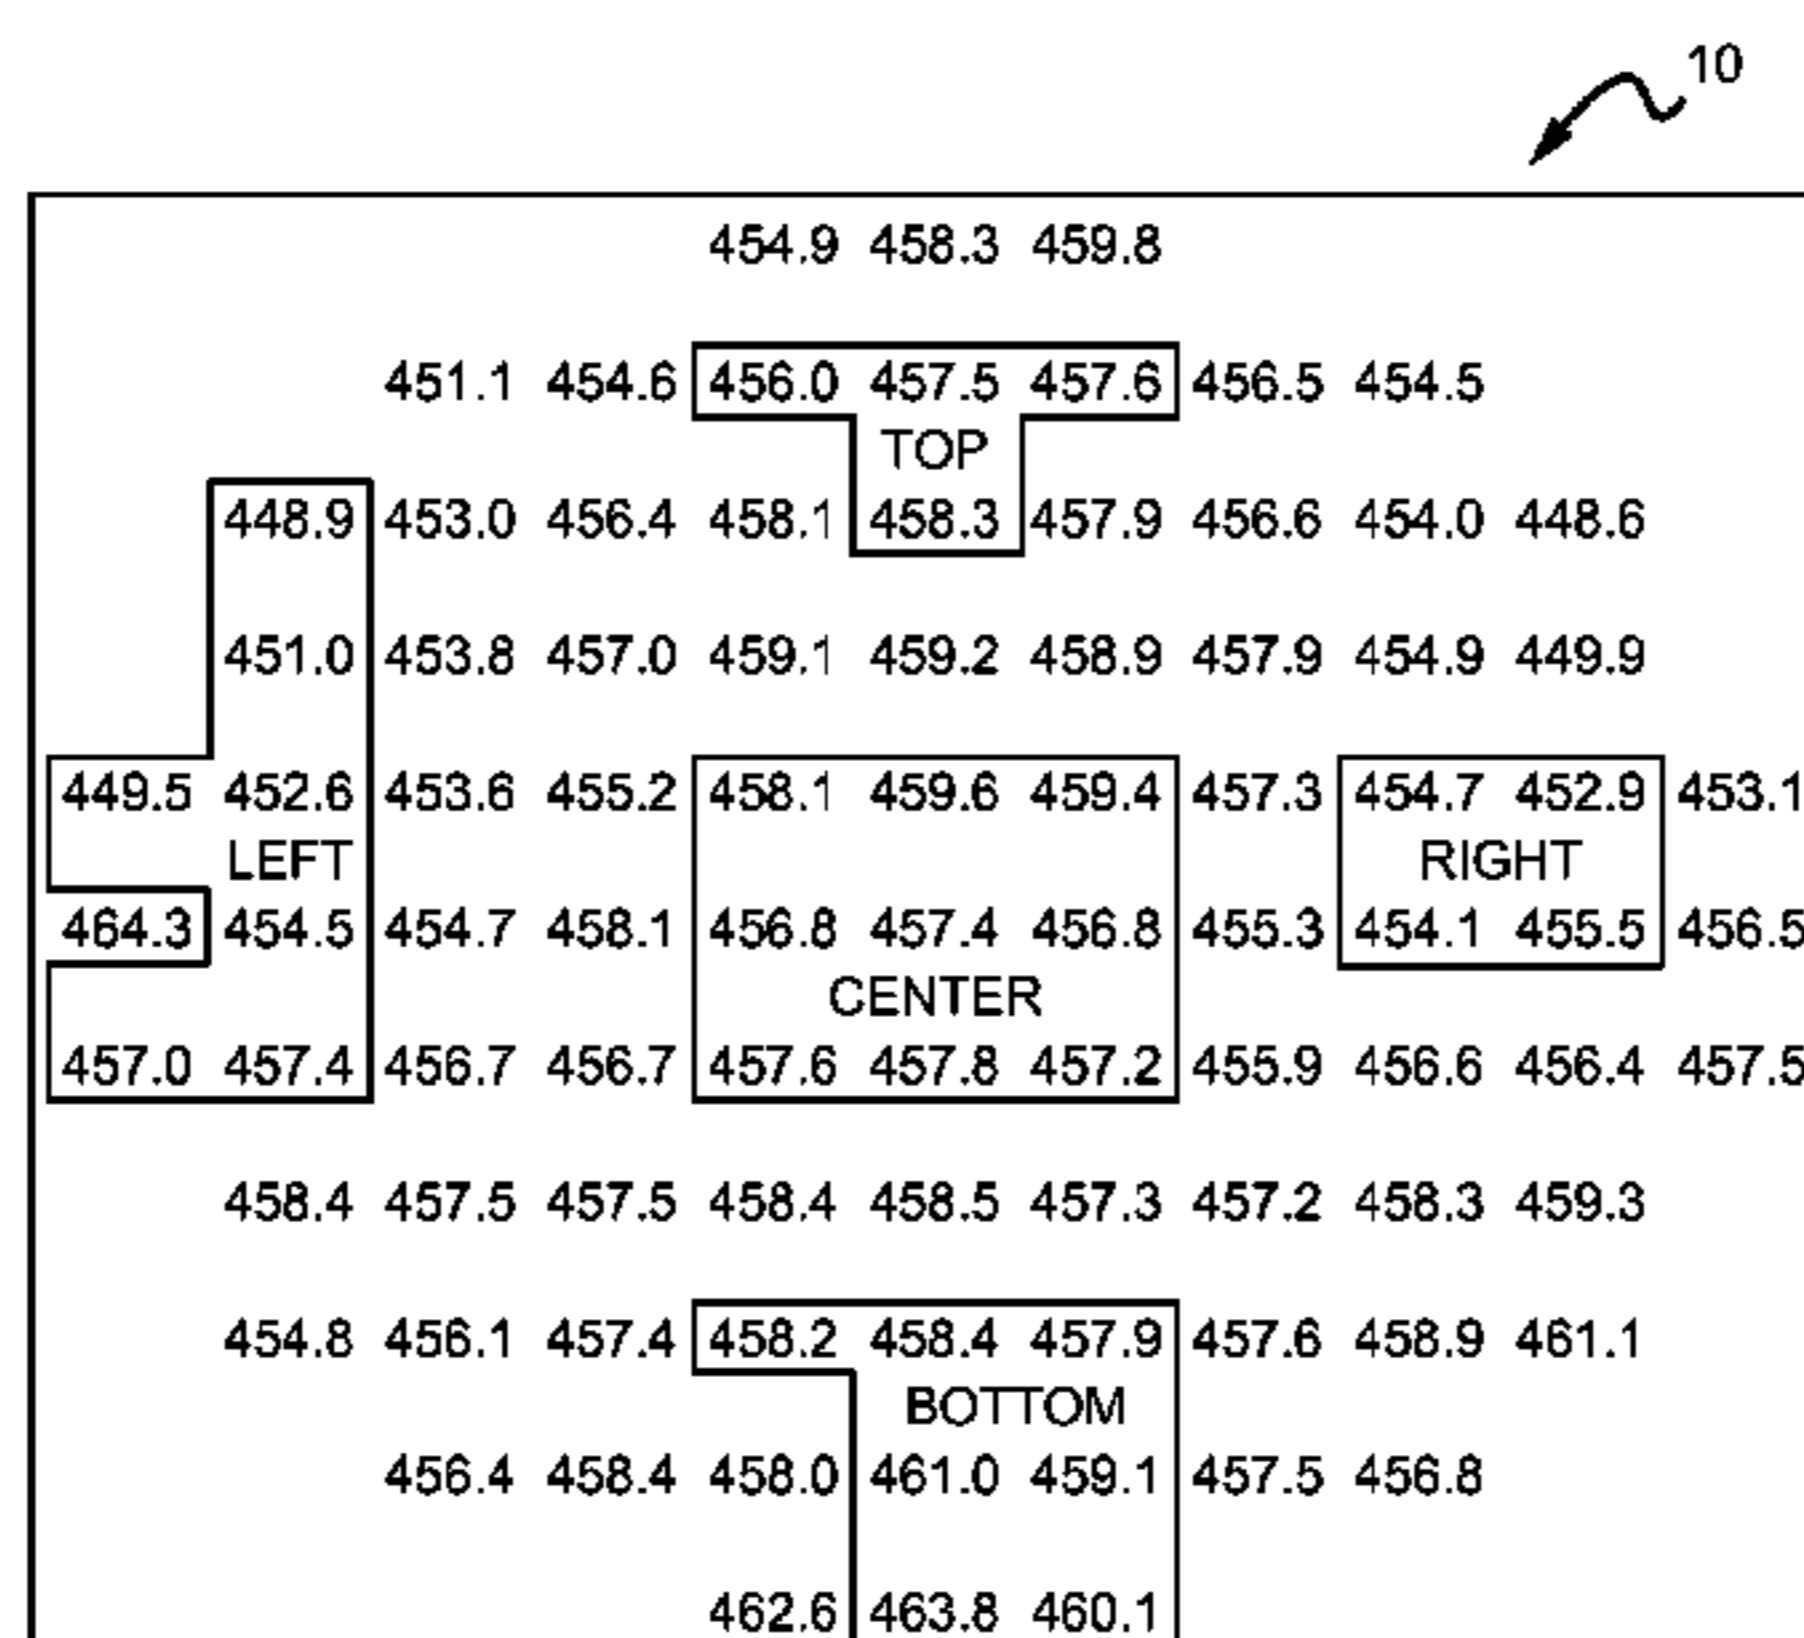 10
454.9 458.3 459.8
451.1 454.6 456.0 457.5 457.6 456.5 454.5
TOP
448.9 453.0 456.4 458.1 458.3 457.9 456.6 454.0 448.6
451.0 453.8 457.0 459.1 459.2 458.9 457.9 454.9 449.9
449.5 452.6 453.6 455.2 458.1 459.6 459.4 457.3 454.7 452.9 453.1
LEFT RIGHT
464.3 454.5 454.7 458.1 456.8 457.4 456.8 455.3 454.1 455.5 456.5
CENTER
457.0 457.4 456.7 456.7 457.6 457.8 457.2 455.9 456.6 456.4 457.5
458.4 457.5 457.5 458.4 458.5 457.3 457.2 458.3 459.3
454.8 456.1 457.4 458.2 458.4 457.9 457.6 458.9 461.1
BOTTOM
456.4 458.4 458.0 461.0 459.1 457.5 456.8
462.6 463.8 460.1